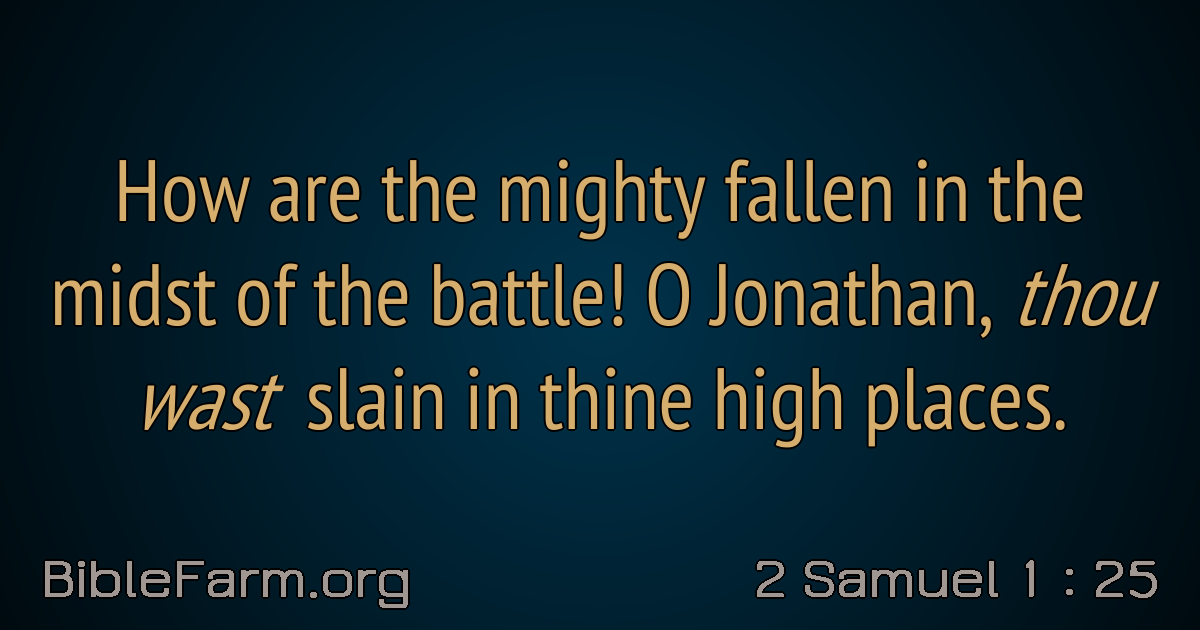 How are the mighty fallen in the
midst of the battle! O Jonathan, thou
wast slain in thine high places.
BibleFarm.org
2 Samuel 1 : 25